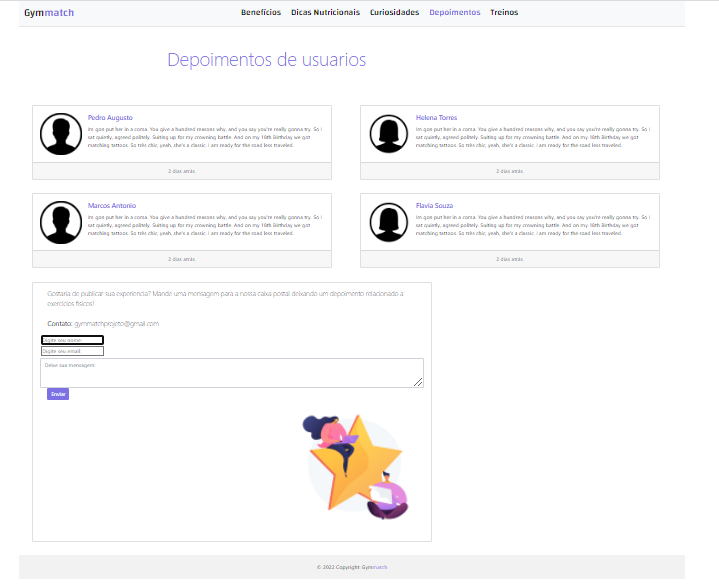 Gymmatch
Benefícios Dicas Nutricionais Curiosidades Depoimentos Treinos
Depoimentos de usuarios
Pedro Augusto
Im gon put her in a coma. You give a hundred reasons why, and you say you're really gonna try. So I
sat quietly, agreed politely. Suiting up for my crowning battle. And on my 18th Birthday we got
matching tattoos. So très chic, yeah, she's a classic. I am ready for the road less traveled.
2 dias atrás
Helena Torres
Im gon put her in a coma. You give a hundred reasons why, and you say you're really gonna try. So I
sat quietly, agreed politely. Suiting up for my crowning battle. And on my 18th Birthday we got
matching tattoos. So très chic, yeah, she's a classic. I am ready for the road less traveled.
2 dias atrás
Marcos Antonio
Im gon put her in a coma. You give a hundred reasons why, and you say you're really gonna try. So I
sat quietly, agreed politely. Suiting up for my crowning battle. And on my 18th Birthday we got
matching tattoos. So très chic, yeah, she's a classic. I am ready for the road less traveled.
2 dias atrás
Flavia Souza
Im gon put her in a coma. You give a hundred reasons why, and you say you're really gonna try. So I
sat quietly, agreed politely. Suiting up for my crowning battle. And on my 18th Birthday we got
matching tattoos. So très chic, yeah, she's a classic. I am ready for the road less traveled.
2 dias atrás
Gostaria de publicar sua experiencia? Mande uma mensagem para a nossa caixa postal deixando um depoimento relacionado a
exercicios fisicos!
Contato: gymmatchprojeto@gmail.com
Digite seu nome
Digite seu email
Deixe sua mensagem:
Enviar
© 2022 Copyright: Gymmatch